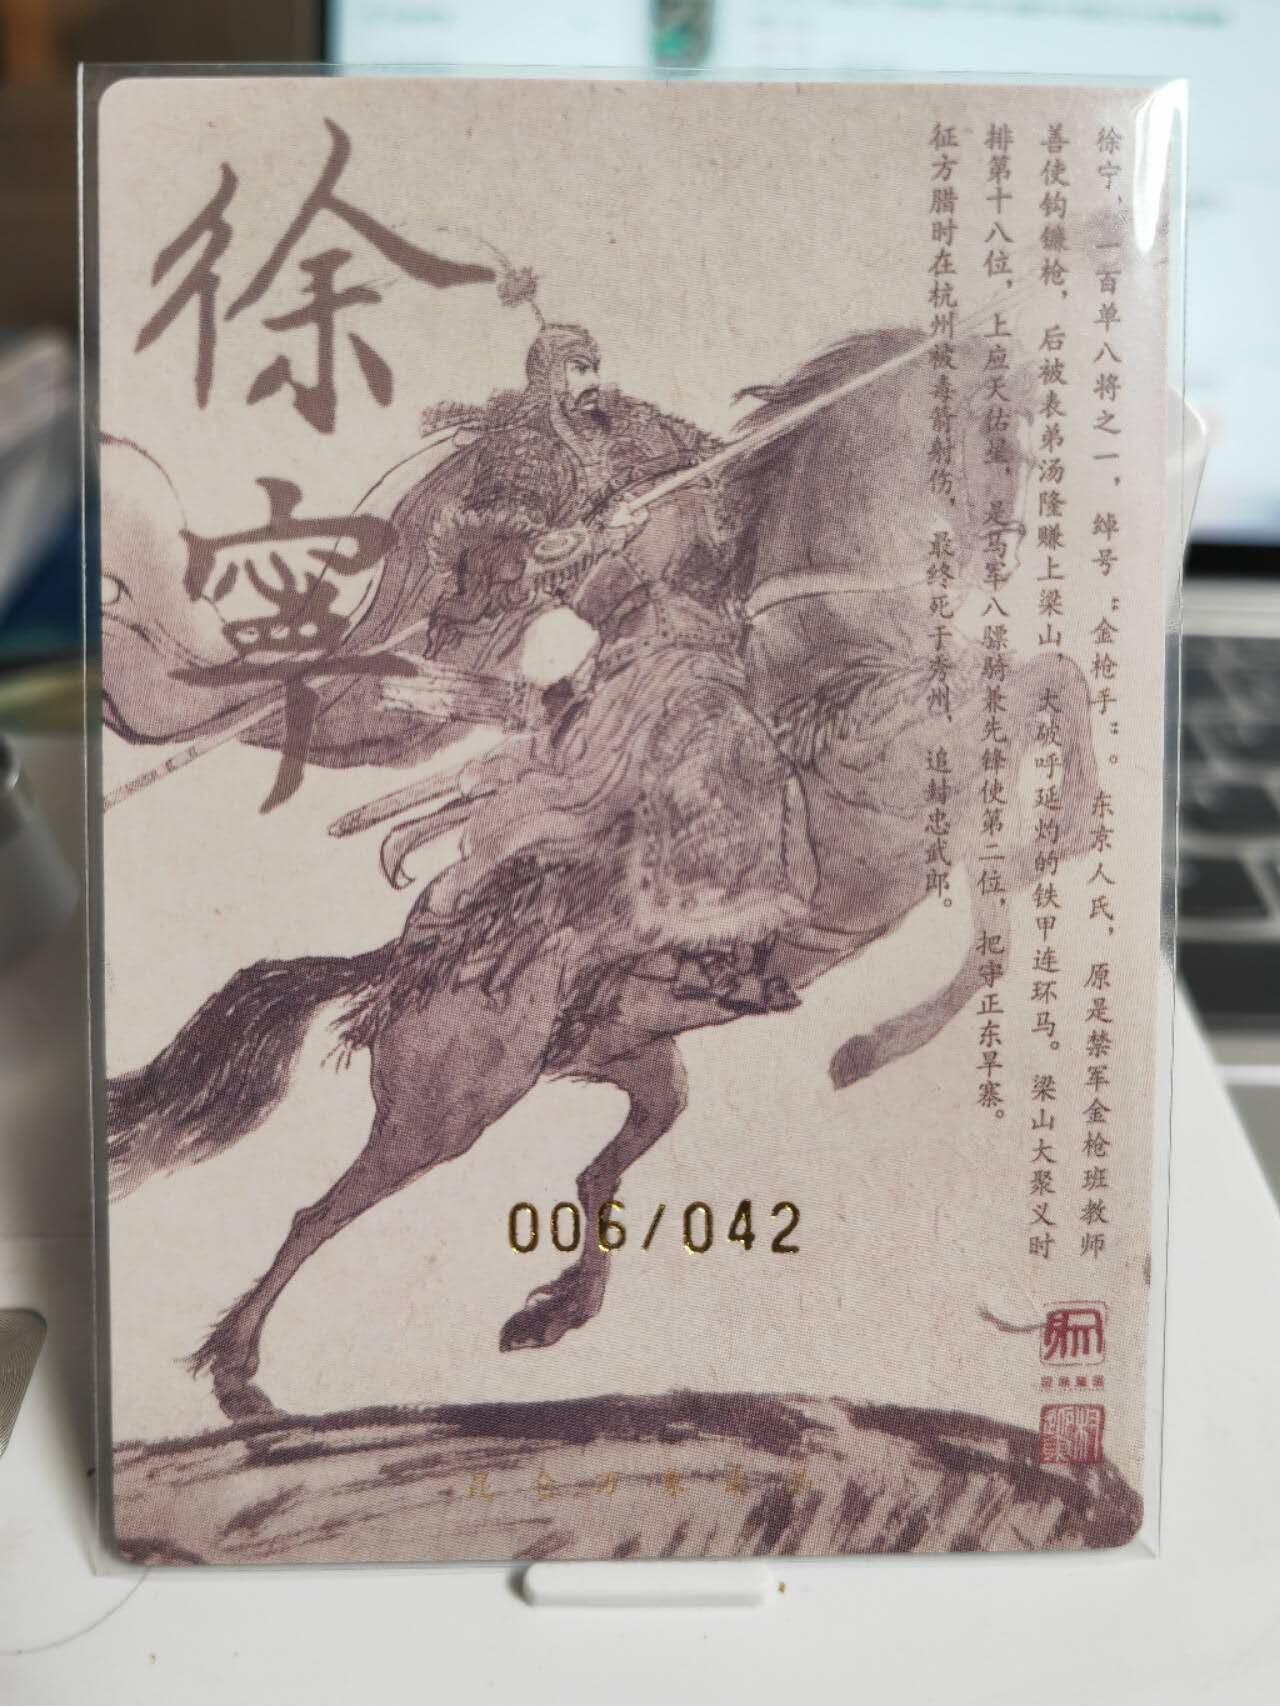 徐寧
徐宁，一百单八将之一，绰号“金枪手”。东京人氏，原是禁军金枪班教师
善使钩镰枪，后被表弟汤隆赚上梁山，大破呼延灼的铁甲连环马。梁山大聚义时
排第十八位，上应天佑星，是马军八骠骑兼先锋使第二位，把守正东旱寨。
征方腊时在杭州被毒箭射伤，最终死于秀州，追封忠武郎。
006/042